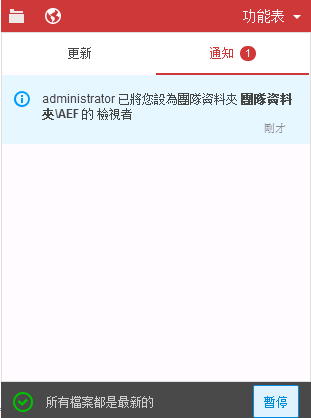 功能表
更新
通知 1
administrator 已將您設為團隊資料夾 團隊資料
夾\AEF 的 檢視者
剛才
所有檔案都是最新的
暫停